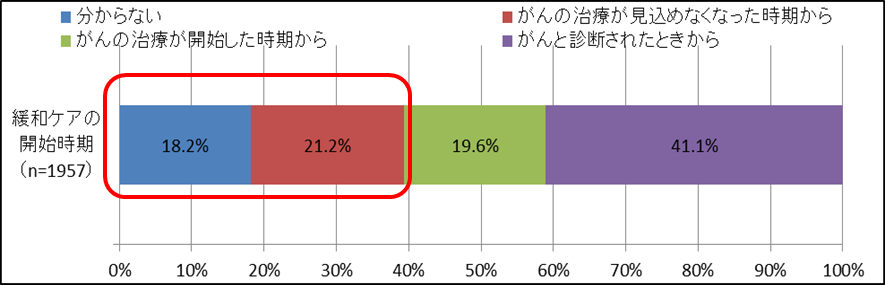 分からない
がんの治療が見込めなくなった時期から
がんの治療が開始した時期から
がんと診断されたときから
緩和ケアの
開始時期
（n=1957）
18.2%
21.2%
19.6%
41.1%
0%
10%
20%
30%
40%
50%
60%
70%
80%
90%
100%